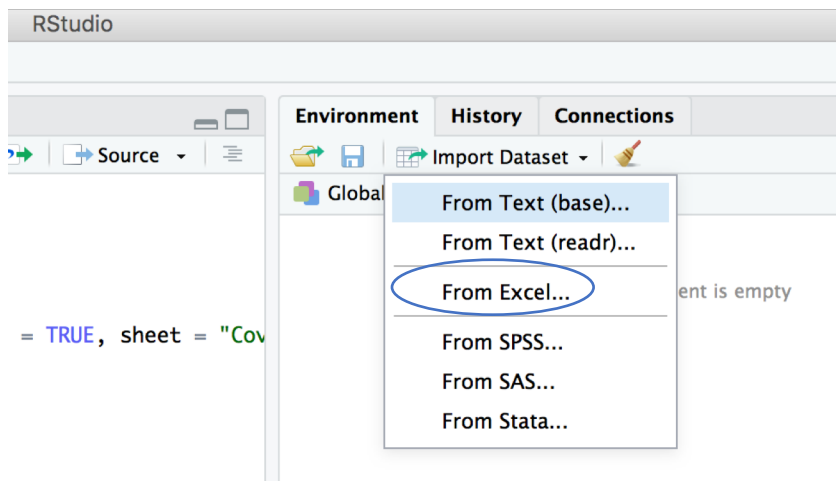 RStudio
Environment History Connections
Source
Import Dataset
Global
From Text (base)...
From Text (readr)...
From Excel...
ent is empty
= TRUE, sheet = "Cov
From SPSS...
From SAS...
From Stata...